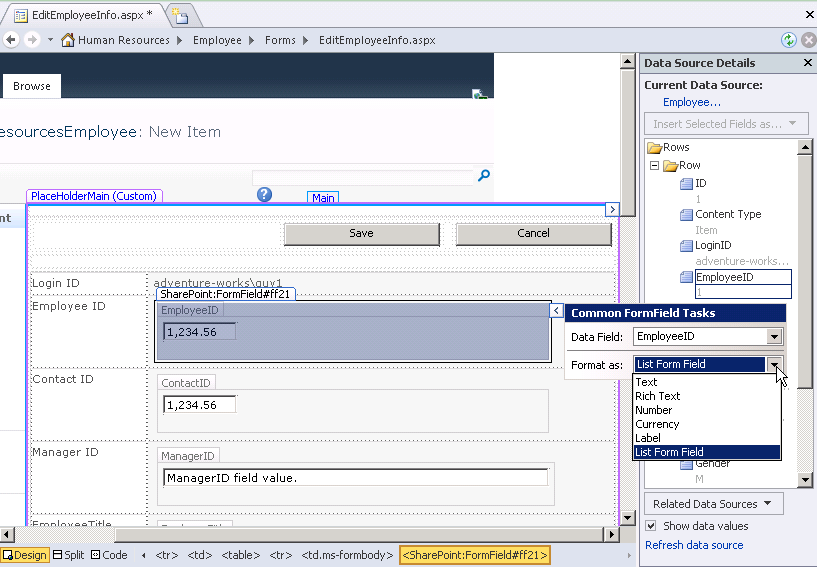 EditEmployeeInfo.aspx *
Human Resources Employee Forms EditEmployeeInfo.aspx
Browse
esourcesEmployee: New Item
PlaceHolderMain (Custom)
Main
nt
Save Cancel
Login ID
adventure-works\guy1
SharePoint:FormField#ff21
Employee ID
EmployeeID
1,234.56
Contact ID
ContactID
1,234.56
Manager ID
ManagerID
ManagerID field value.
EmployeeTitle
EmployeeTitle
Common FormField Tasks
Data Field: EmployeeID
Format as: List Form Field
Text
Rich Text
Number
Currency
Label
List Form Field
Data Source Details
Current Data Source:
Employee...
Insert Selected Fields as...
Rows
Row
ID
1
Content Type
Item
LoginID
adventure-works...
EmployeeID
1
Gender
M
Related Data Sources
Show data values
Refresh data source
Design Split Code <tr> <td> <table> <tr> <td.ms-formbody> <SharePoint:FormField#ff21>